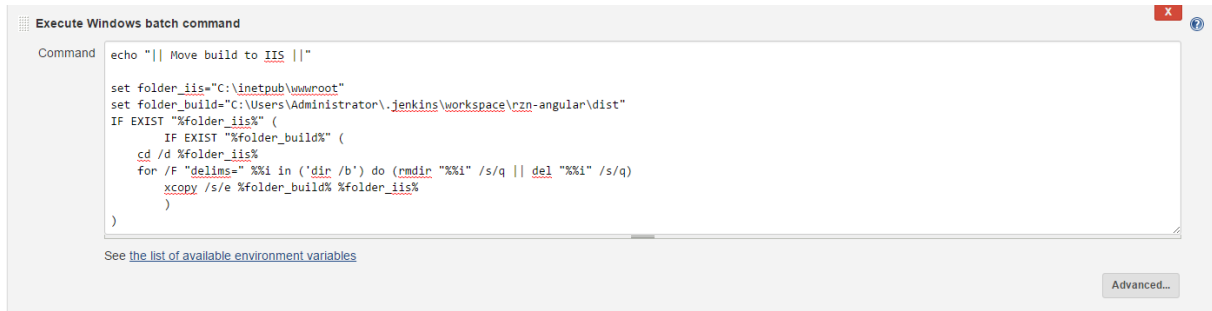 Execute Windows batch command
X
Command
echo "|| Move build to IIS ||"
set folder_iis="C:\inetpub\wwwroot"
set folder_build="C:\Users\Administrator\.jenkins\workspace\rzn-angular\dist"
IF EXIST "%folder_iis%" (
IF EXIST "%folder_build%" (
cd /d %folder_iis%
for /F "delims=" %%i in ('dir /b') do (rmdir "%%i" /s/q || del "%%i" /s/q)
xcopy /s/e %folder_build% %folder_iis%
)
)
See the list of available environment variables
Advanced...